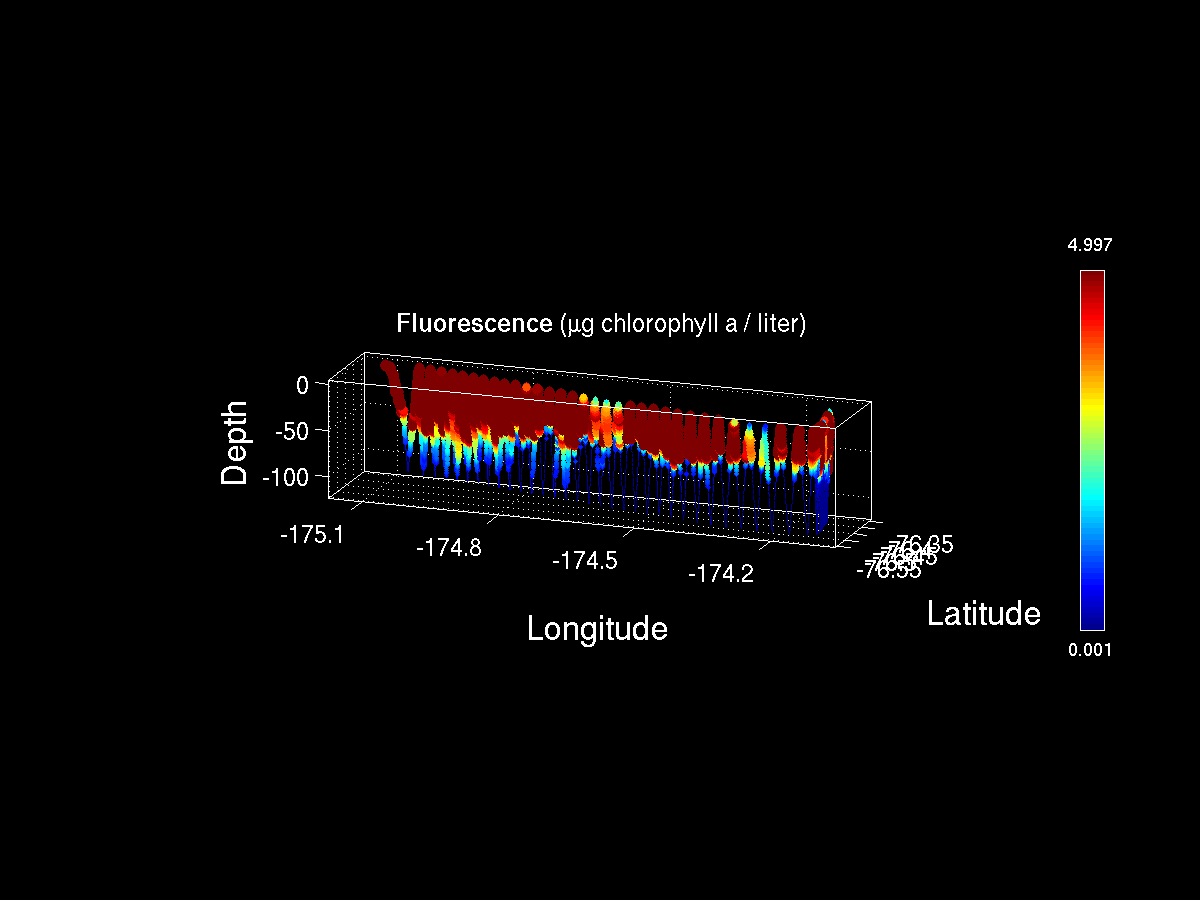 4.997
Fluorescence (µg chlorophyll a / liter)
0
-50
-100
Depth
-175.1
-174.8
-174.5
-174.2
-76.35
-76.55
Longitude
Latitude
0.001